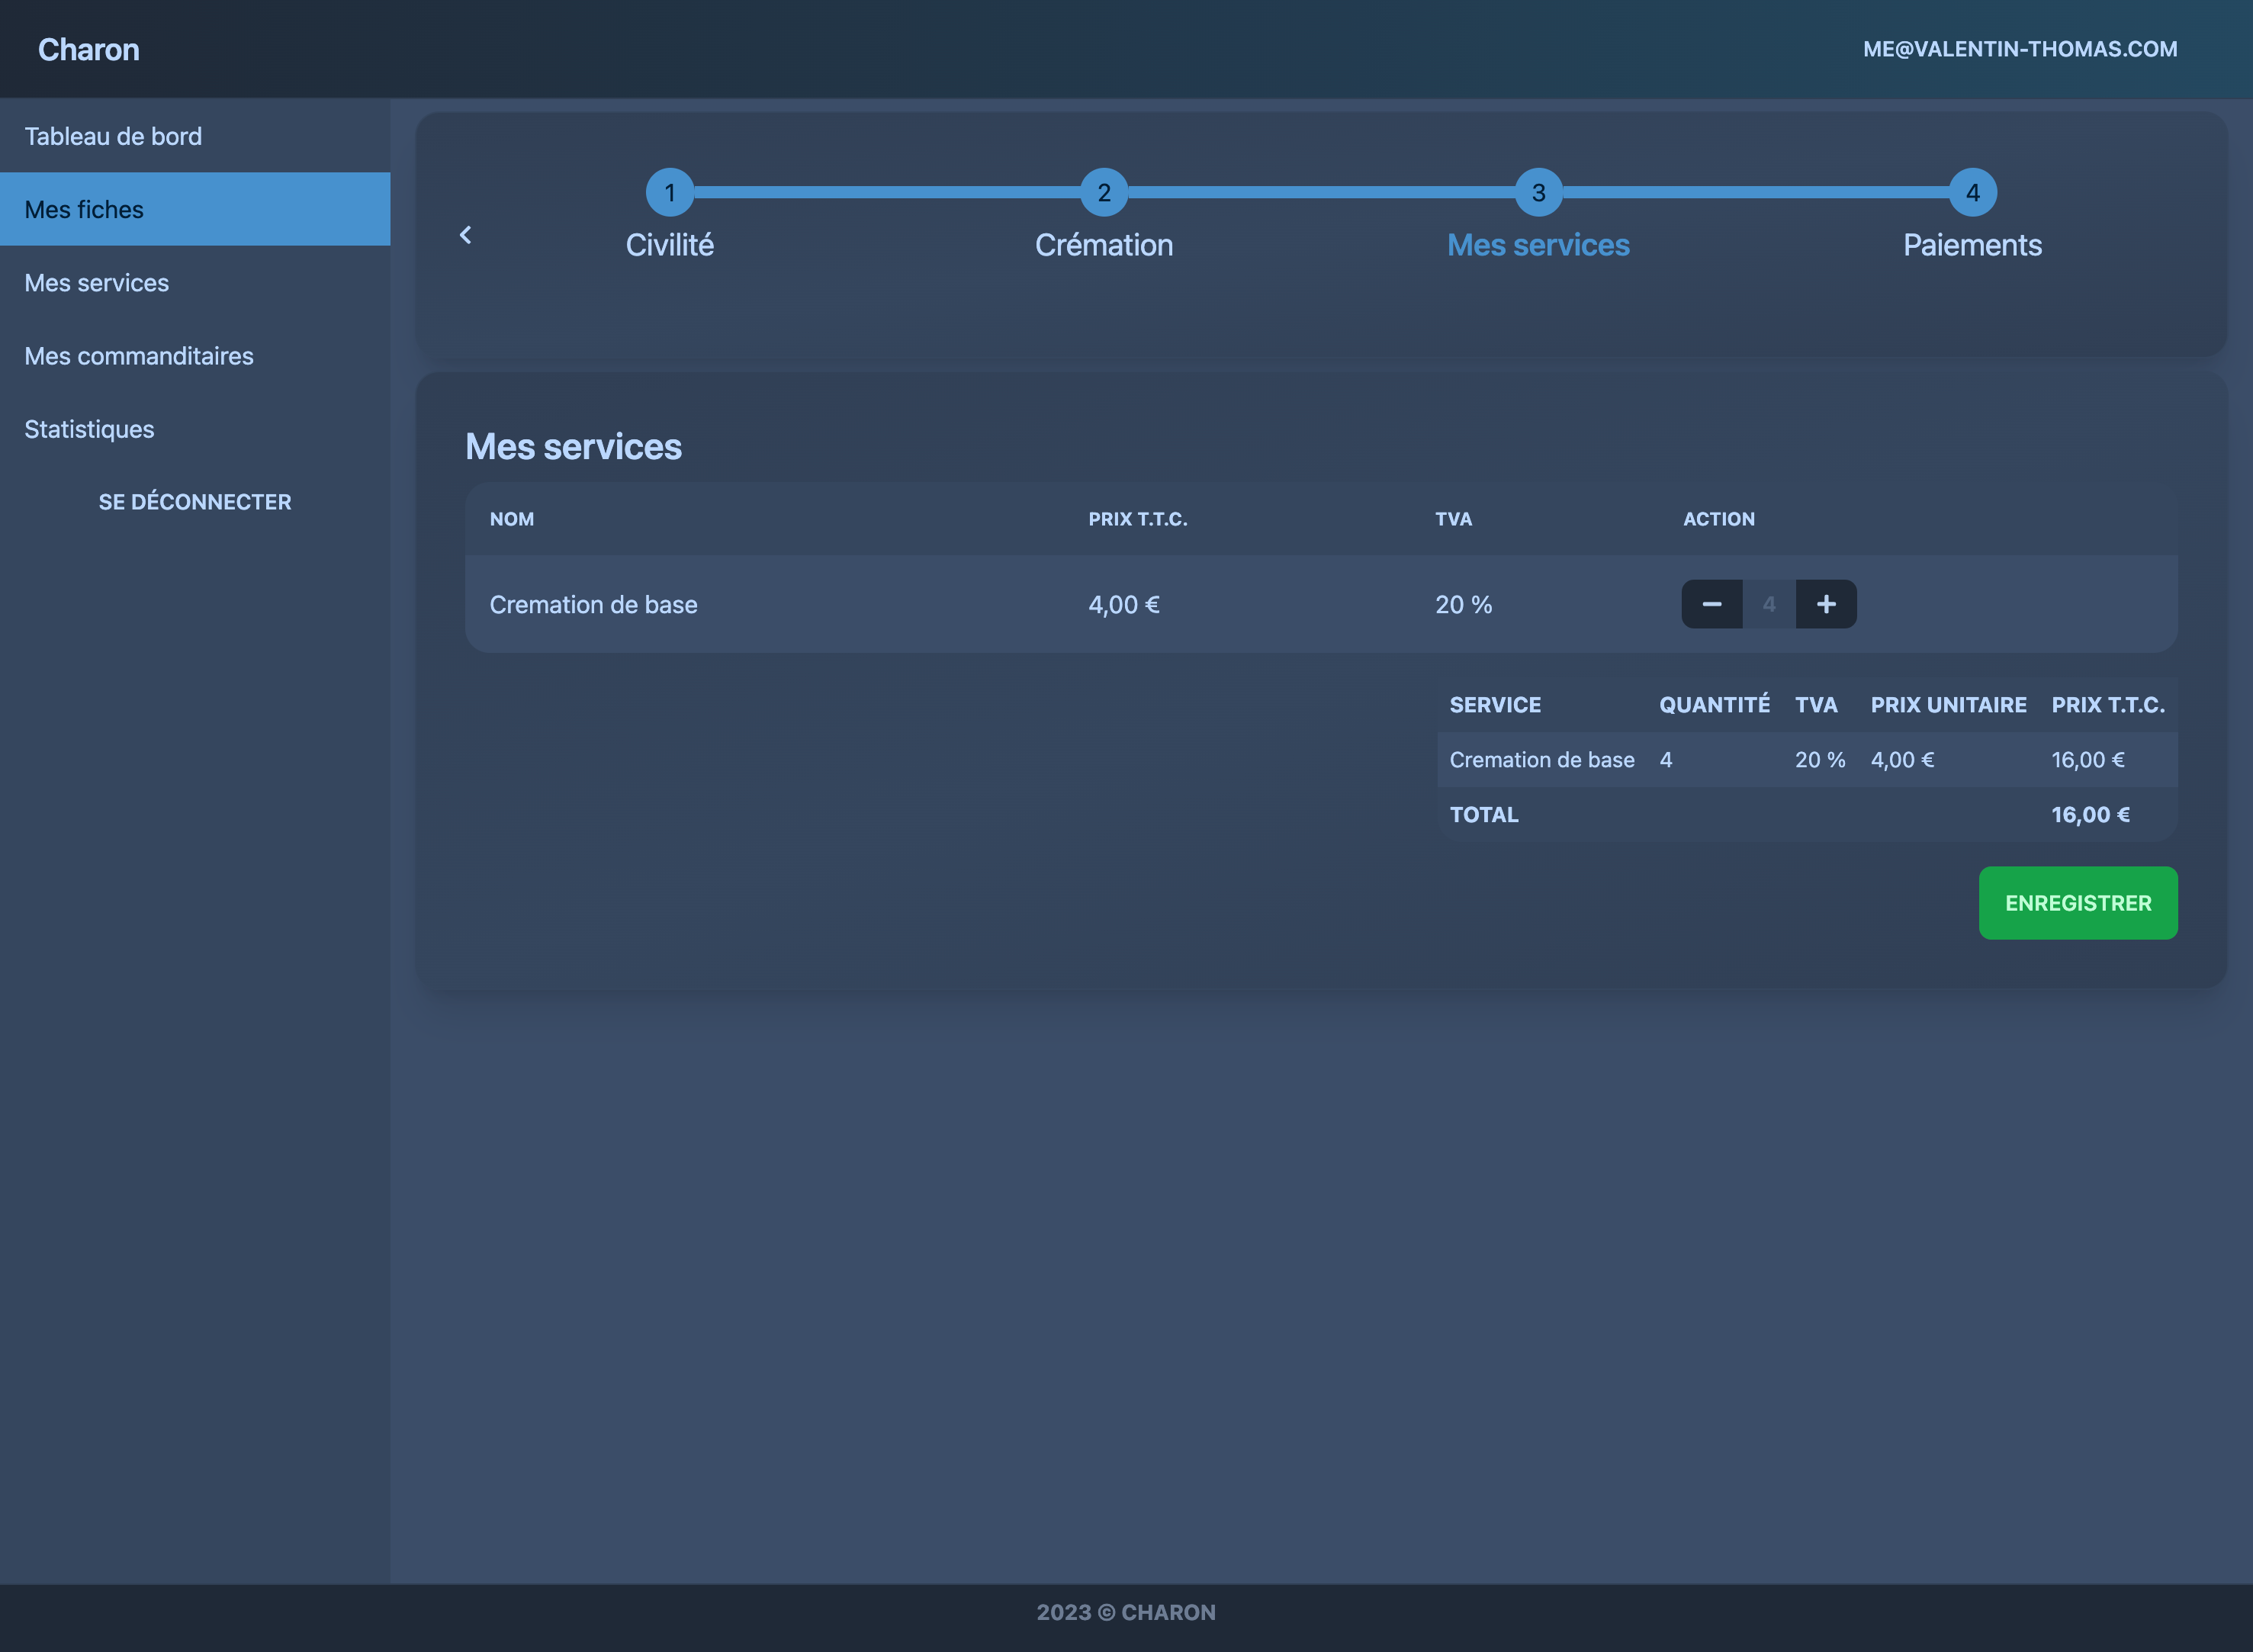 Charon
ME@VALENTIN-THOMAS.COM
Tableau de bord
Mes fiches
Mes services
Mes commanditaires
Statistiques
SE DÉCONNECTER
1 2 3 4
Civilité Crémation Mes services Paiements
Mes services
NOM PRIX T.T.C. TVA ACTION
Cremation de base 4,00 € 20 % − 4 +
SERVICE QUANTITÉ TVA PRIX UNITAIRE PRIX T.T.C.
Cremation de base 4 20 % 4,00 € 16,00 €
TOTAL 16,00 €
ENREGISTRER
2023 © CHARON